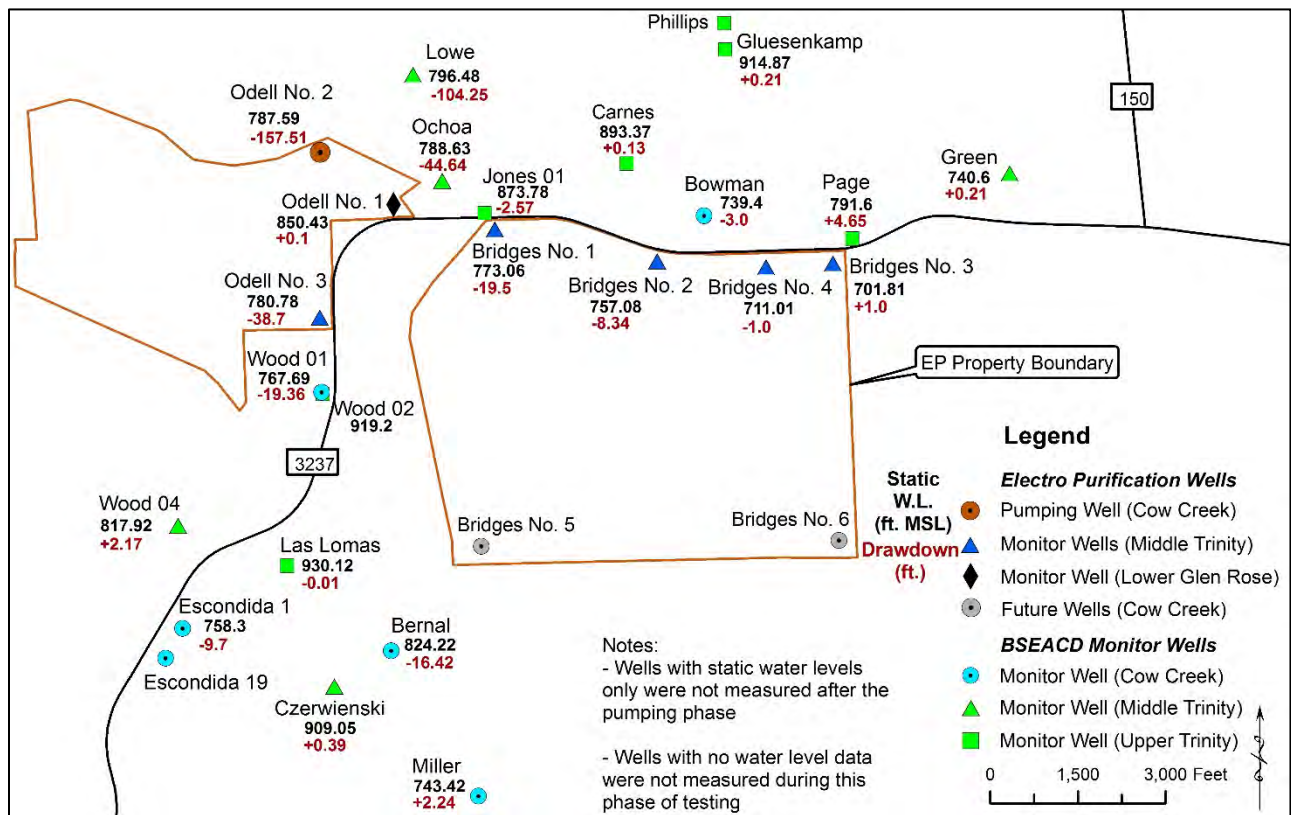 Phillips
Gluesenkamp
914.87
+0.21
Lowe
796.48
-104.25
150
Odell No. 2
787.59
-157.51
Ochoa
788.63
-44.64
Carnes
893.37
+0.13
Green
740.6
+0.21
Jones 01
873.78
-2.57
Bowman
739.4
-3.0
Page
791.6
+4.65
Odell No. 1
850.43
+0.1
Bridges No. 1
773.06
-19.5
Bridges No. 2
757.08
-8.34
Bridges No. 4
711.01
-1.0
Bridges No. 3
701.81
+1.0
Odell No. 3
780.78
-38.7
Wood 01
767.69
-19.36
Wood 02
919.2
EP Property Boundary
3237
Wood 04
817.92
+2.17
Las Lomas
930.12
-0.01
Bridges No. 5
Bridges No. 6
Escondida 1
758.3
-9.7
Escondida 19
Bernal
824.22
-16.42
Czerwienski
909.05
+0.39
Miller
743.42
+2.24
Notes:
- Wells with static water levels
only were not measured after the
pumping phase
- Wells with no water level data
were not measured during this
phase of testing
Static
W.L.
(ft. MSL)
Drawdown
(ft.)
Legend
Electro Purification Wells
Pumping Well (Cow Creek)
Monitor Wells (Middle Trinity)
Monitor Well (Lower Glen Rose)
Future Wells (Cow Creek)
BSEACD Monitor Wells
Monitor Well (Cow Creek)
Monitor Well (Middle Trinity)
Monitor Well (Upper Trinity)
0 1,500 3,000 Feet